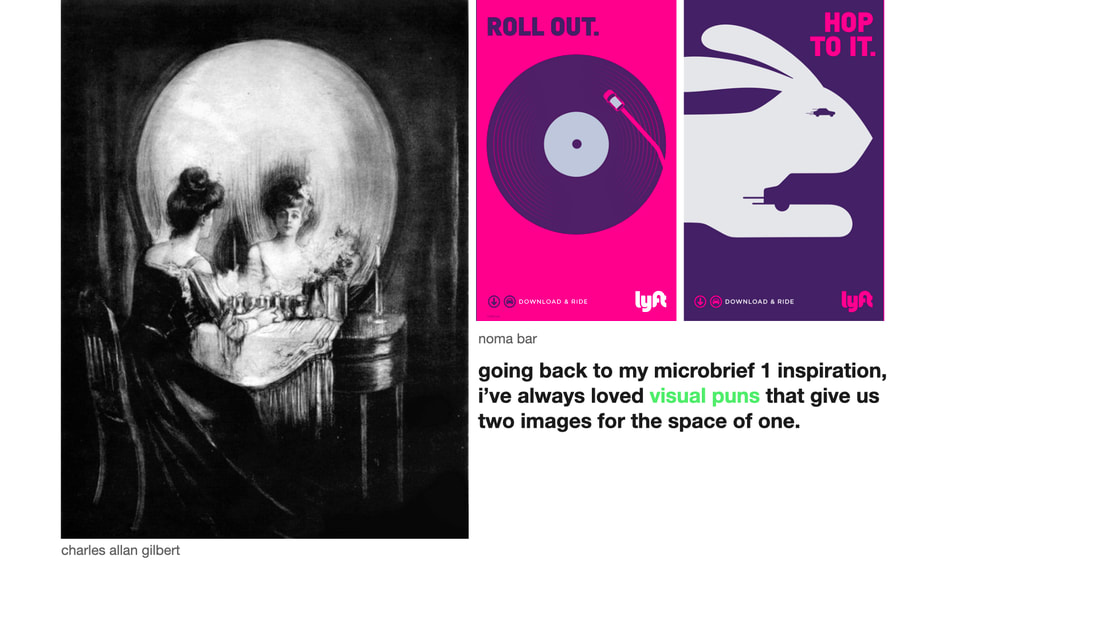 ROLL OUT.
DOWNLOAD & RIDE
lyft
HOP
TO IT.
DOWNLOAD & RIDE
lyft
noma bar
going back to my microbrief 1 inspiration,
i’ve always loved visual puns that give us
two images for the space of one.
charles allan gilbert